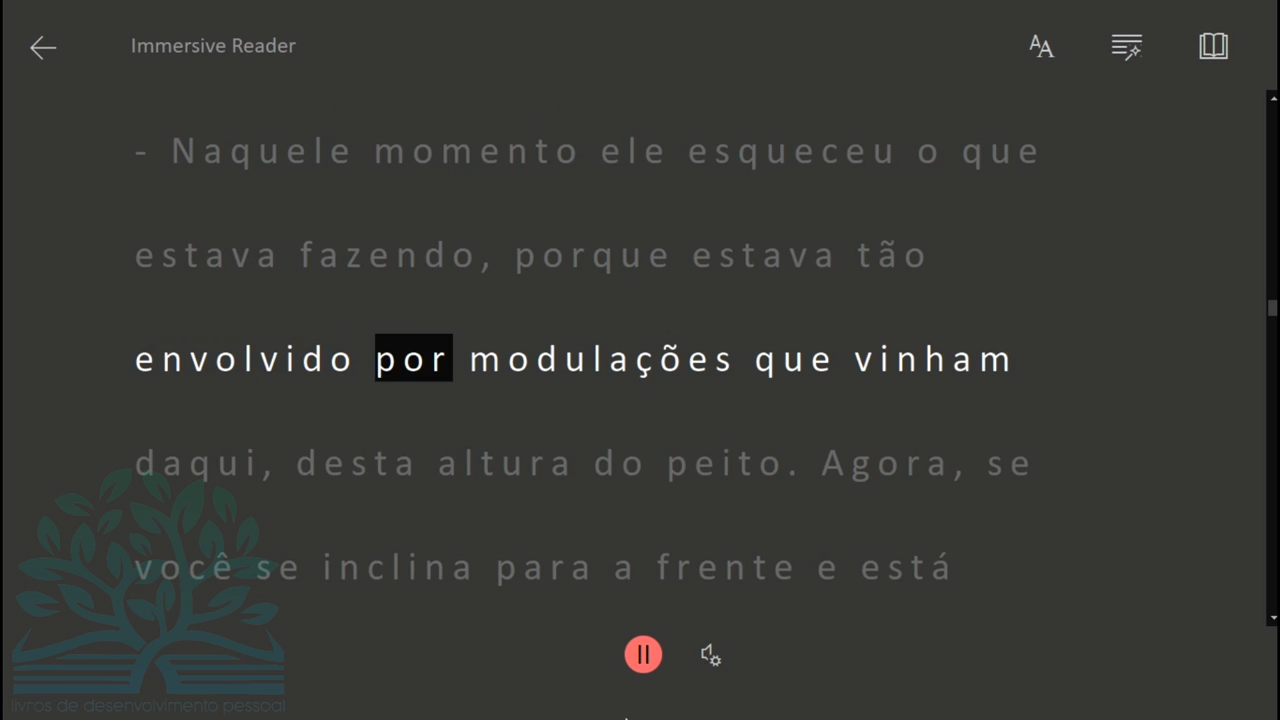 Immersive Reader
- Naquele momento ele esqueceu o que
estava fazendo, porque estava tão
envolvido por modulações que vinham
daqui, desta altura do peito. Agora, se
você se inclina para a frente e está
livros de desenvolvimento pessoal